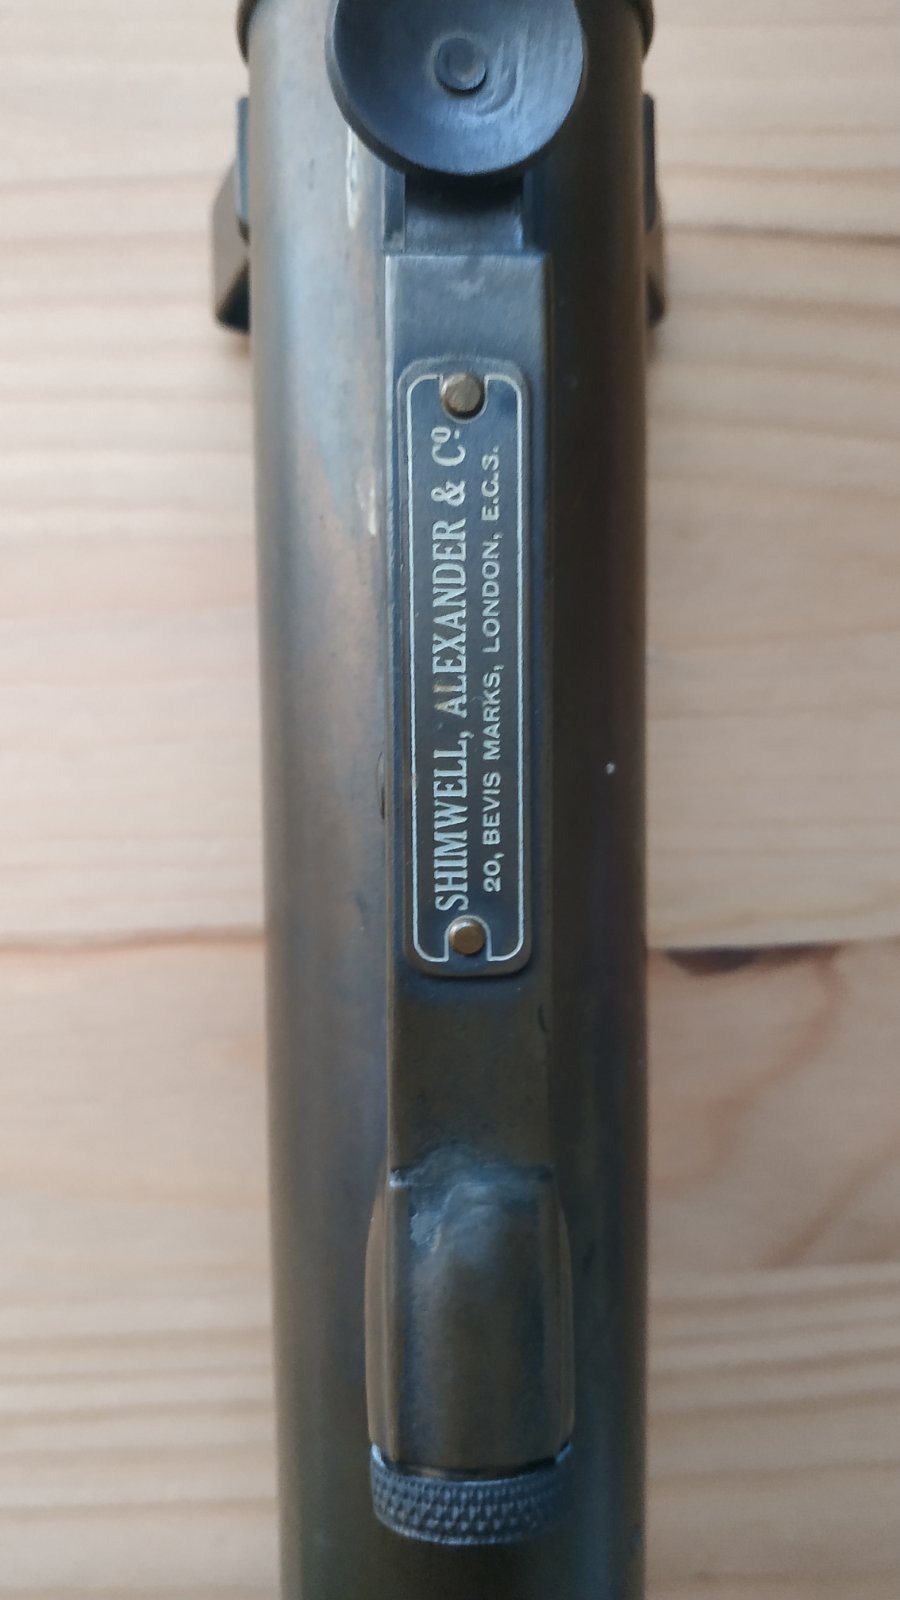 SHIMWELL, ALEXANDER & Cº.
20, BEVIS MARKS, LONDON, E.C.3.